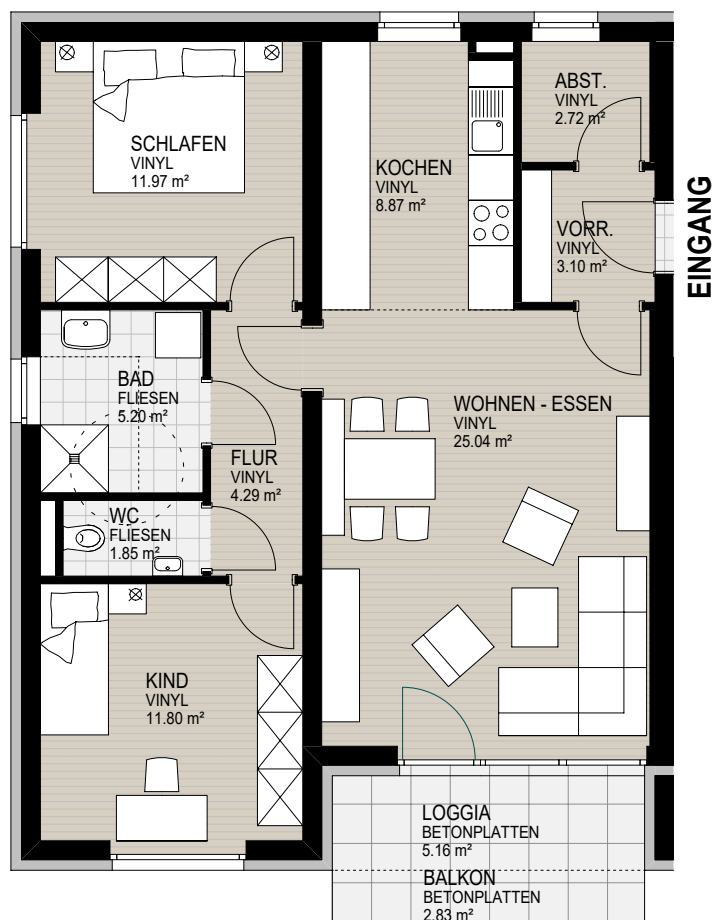 ABST.
VINYL
2.72 m²
SCHLAFEN
VINYL
11.97 m²
KOCHEN
VINYL
8.87 m²
EINGANG
VORR.
VINYL
3.10 m²
BAD
FLIESEN
5.20 m²
WOHNEN - ESSEN
VINYL
25.04 m²
FLUR
VINYL
4.29 m²
WC
FLIESEN
1.85 m²
KIND
VINYL
11.80 m²
LOGGIA
BETONPLATTEN
5.16 m²
BALKON
BETONPLATTEN
2.83 m²